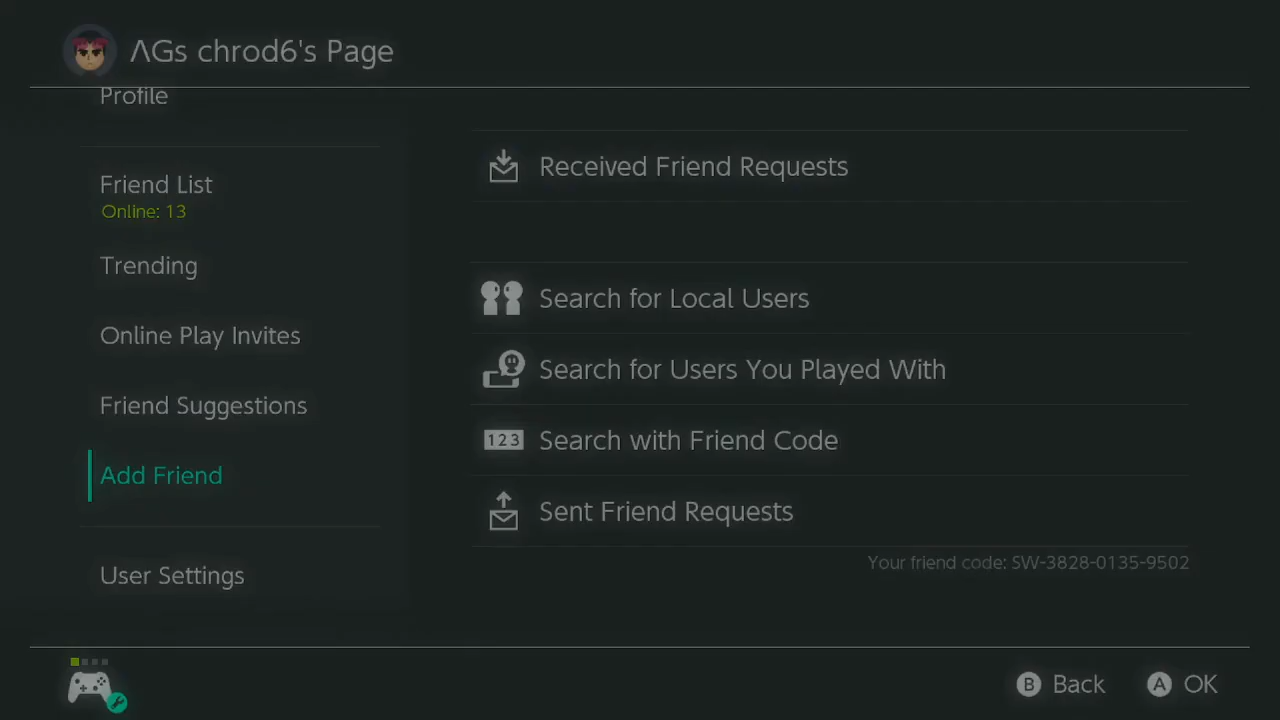 ΛGs chrod6's Page
Profile
Friend List
Online: 13
Trending
Online Play Invites
Friend Suggestions
Add Friend
User Settings
Received Friend Requests
Search for Local Users
Search for Users You Played With
123 Search with Friend Code
Sent Friend Requests
Your friend code: SW-3828-0135-9502
B Back A OK